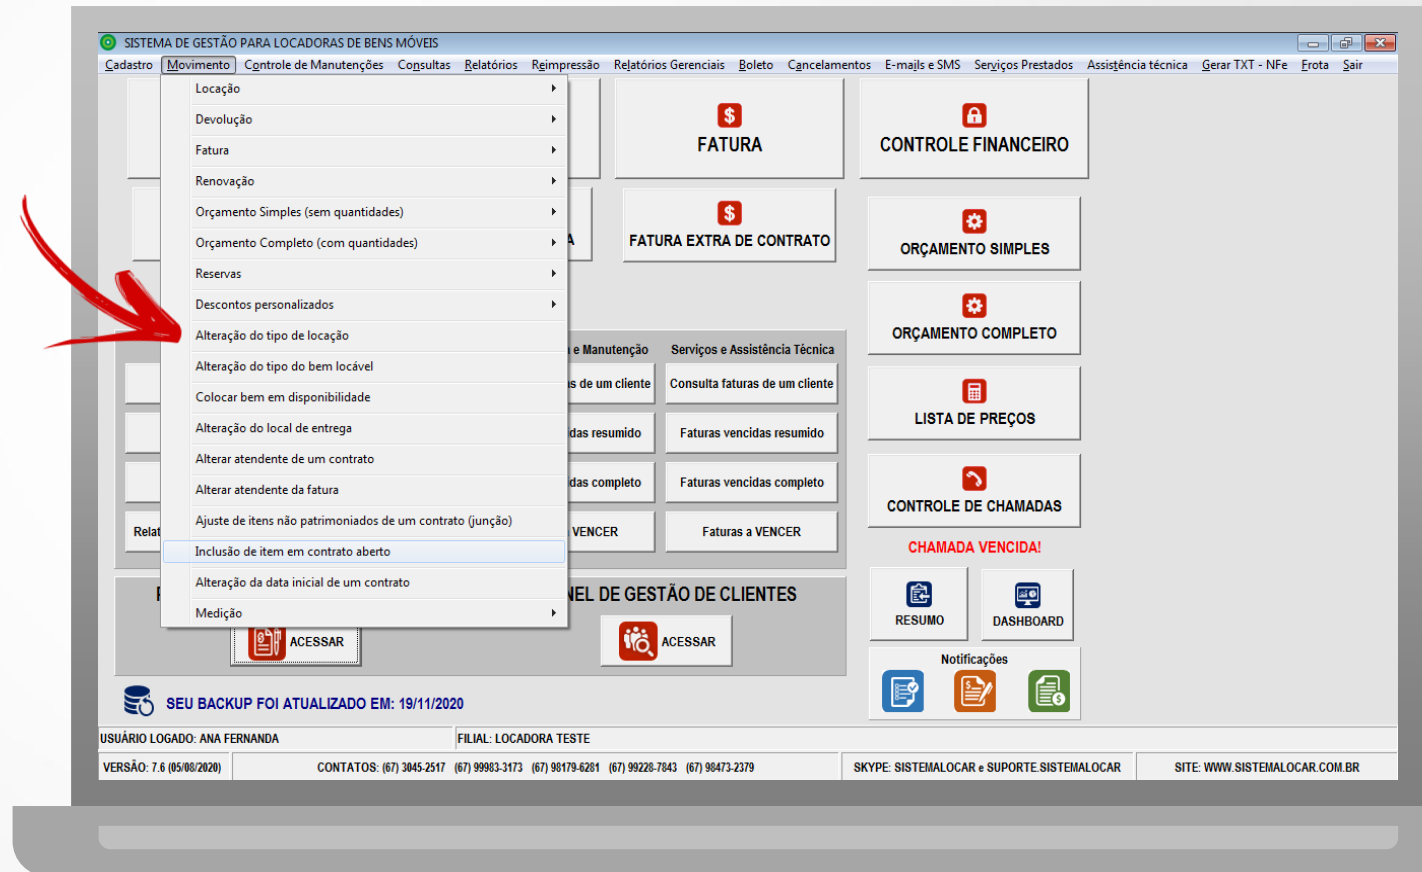 SISTEMA DE GESTÃO PARA LOCADORAS DE BENS MÓVEIS
Cadastro Movimento Controle de Manutenções Consultas Relatórios Reimpressão Relatórios Gerenciais Boleto Cancelamentos E-mails e SMS Serviços Prestados Assistência técnica Gerar TXT - NFe Frota Sair
Locação
Devolução
Fatura
Renovação
Orçamento Simples (sem quantidades)
Orçamento Completo (com quantidades)
Reservas
Descontos personalizados
Alteração do tipo de locação
Alteração do tipo do bem locável
Colocar bem em disponibilidade
Alteração do local de entrega
Alterar atendente de um contrato
Alterar atendente da fatura
Ajuste de itens não patrimoniados de um contrato (junção)
Inclusão de item em contrato aberto
Alteração da data inicial de um contrato
Medição
FATURA
CONTROLE FINANCEIRO
A
FATURA EXTRA DE CONTRATO
ORÇAMENTO SIMPLES
ORÇAMENTO COMPLETO
LISTA DE PREÇOS
CONTROLE DE CHAMADAS
CHAMADA VENCIDA!
e Manutenção Serviços e Assistência Técnica
as de um cliente Consulta faturas de um cliente
das resumido Faturas vencidas resumido
das completo Faturas vencidas completo
Relat VENCER Faturas a VENCER
NEL DE GESTÃO DE CLIENTES
ACESSAR ACESSAR
RESUMO DASHBOARD
Notificações
SEU BACKUP FOI ATUALIZADO EM: 19/11/2020
USUÁRIO LOGADO: ANA FERNANDA FILIAL: LOCADORA TESTE
VERSÃO: 7.6 (05/08/2020) CONTATOS: (67) 3045-2517 (67) 99983-3173 (67) 98179-6281 (67) 99228-7843 (67) 98473-2379 SKYPE: SISTEMALOCAR e SUPORTE.SISTEMALOCAR SITE: WWW.SISTEMALOCAR.COM.BR